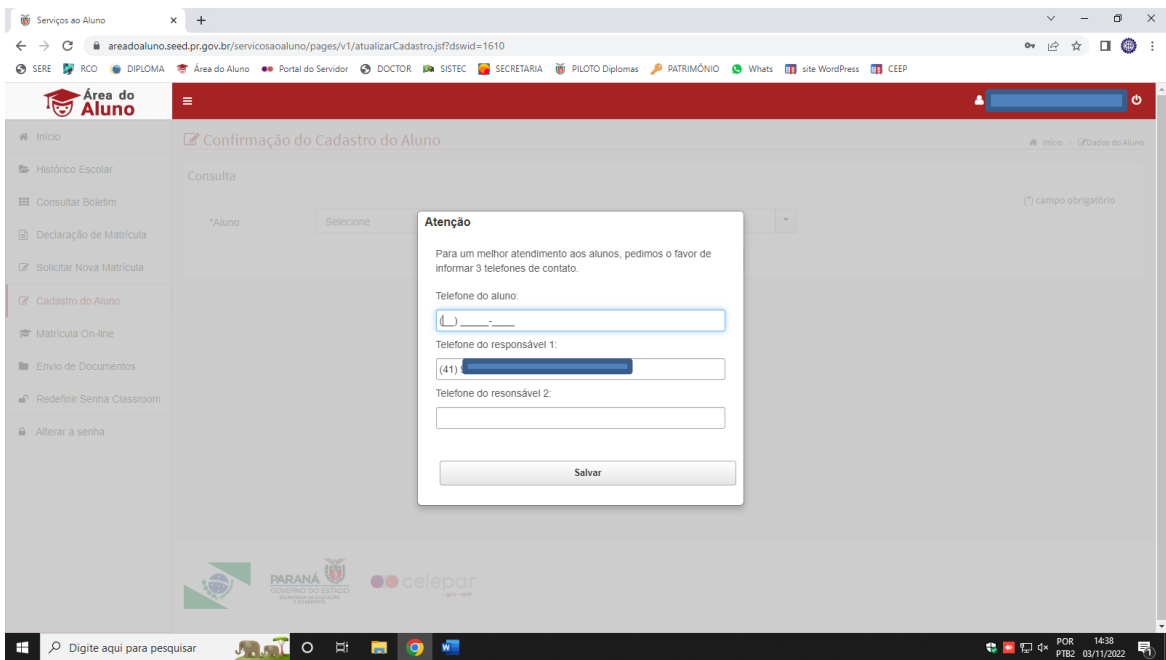 Serviços ao Aluno
areadoaluno.seed.pr.gov.br/servicosaoaluno/pages/v1/atualizarCadastro.jsf?dswid=1610
SERE RCO DIPLOMA Área do Aluno Portal do Servidor DOCTOR SISTEC SECRETARIA PILOTO Diplomas PATRIMÔNIO Whats site WordPress CEEP
Área do
Aluno
Início
Histórico Escolar
Consultar Boletim
Declaração de Matrícula
Solicitar Nova Matrícula
Cadastro do Aluno
Matrícula On-line
Envio de Documentos
Redefinir Senha Classroom
Alterar a senha
Confirmação do Cadastro do Aluno
Início Dados do Aluno
Consulta
(*) campo obrigatório
*Aluno: Selecione
Atenção
Para um melhor atendimento aos alunos, pedimos o favor de
informar 3 telefones de contato.
Telefone do aluno:
(__) _____-____
Telefone do responsável 1:
(41)
Telefone do resonsável 2:
Salvar
PARANÁ
GOVERNO DO ESTADO
SECRETARIA DA EDUCAÇÃO
E DO ESPORTE
celepar
Digite aqui para pesquisar
POR 14:38
PTB2 03/11/2022